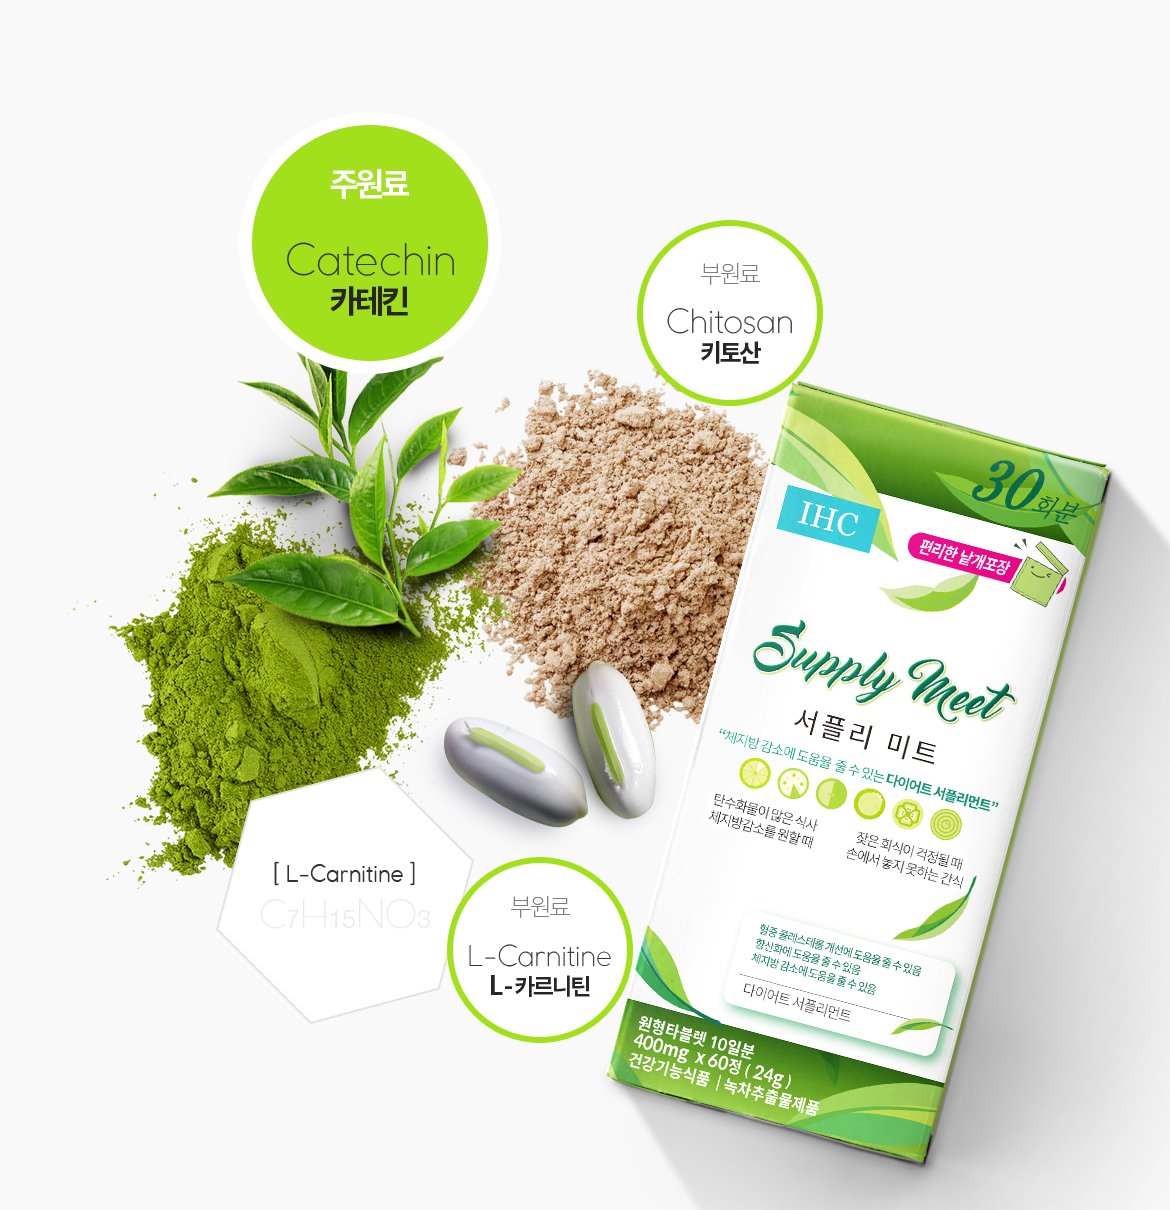 주원료
Catechin
카테킨
부원료
Chitosan
키토산
30회분
IHC
편리한 낱개포장
Supply Meet
서플리 미트
“체지방 감소에 도움을 줄 수 있는 다이어트 서플리먼트”
탄수화물이 많은 식사
체지방감소를 원할 때
잦은 회식이 걱정될 때
손에서 놓지 못하는 간식
[ L-Carnitine ]
C7H15NO3
부원료
L-Carnitine
L-카르니틴
혈중 콜레스테롤 개선에 도움을 줄 수 있음
항산화에 도움을 줄 수 있음
체지방 감소에 도움을 줄 수 있음
다이어트 서플리먼트
원형타블렛 10일분
400mg x 60정 ( 24g )
건강기능식품 | 녹차추출물제품